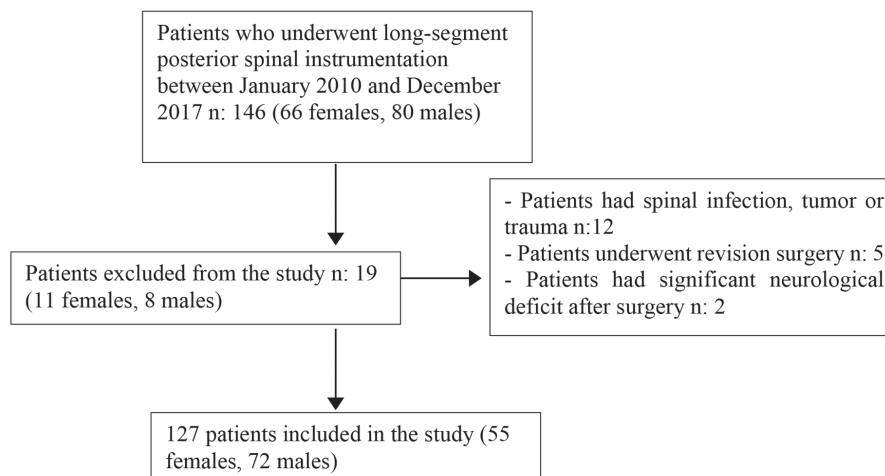 Patients who underwent long-segment
posterior spinal instrumentation
between January 2010 and December
2017 n: 146 (66 females, 80 males)
- Patients had spinal infection, tumor or
trauma n:12
- Patients underwent revision surgery n: 5
- Patients had significant neurological
deficit after surgery n: 2
Patients excluded from the study n: 19
(11 females, 8 males)
127 patients included in the study (55
females, 72 males)